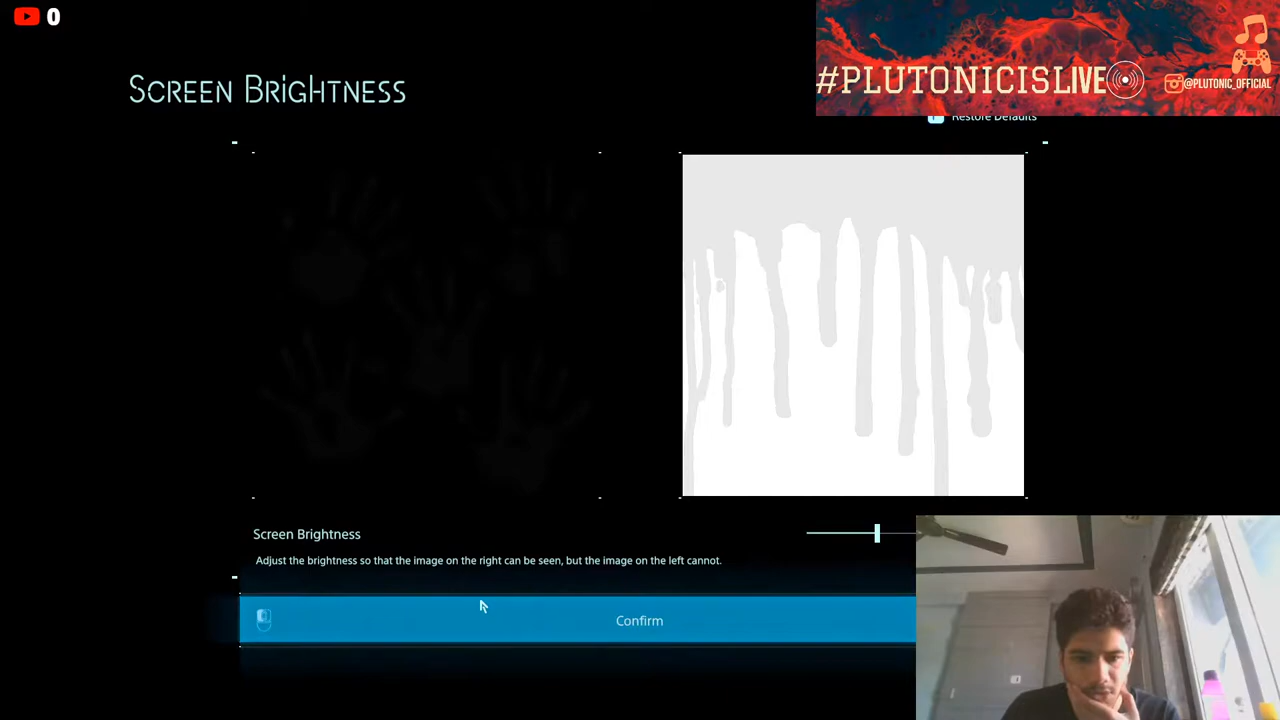 0
#PLUTONICISLIVE
@PLUTONIC_OFFICIAL
Screen Brightness
Restore Defaults
Screen Brightness
Adjust the brightness so that the image on the right can be seen, but the image on the left cannot.
Confirm